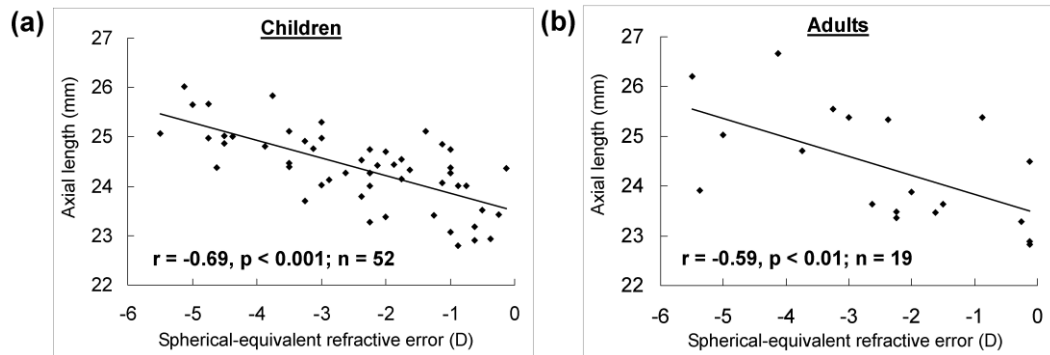 (a)
Children
27
26
25
24
23
22
Axial length (mm)
r = -0.69, p < 0.001; n = 52
-6 -5 -4 -3 -2 -1 0
Spherical-equivalent refractive error (D)
(b)
Adults
27
26
25
24
23
22
Axial length (mm)
r = -0.59, p < 0.01; n = 19
-6 -5 -4 -3 -2 -1 0
Spherical-equivalent refractive error (D)